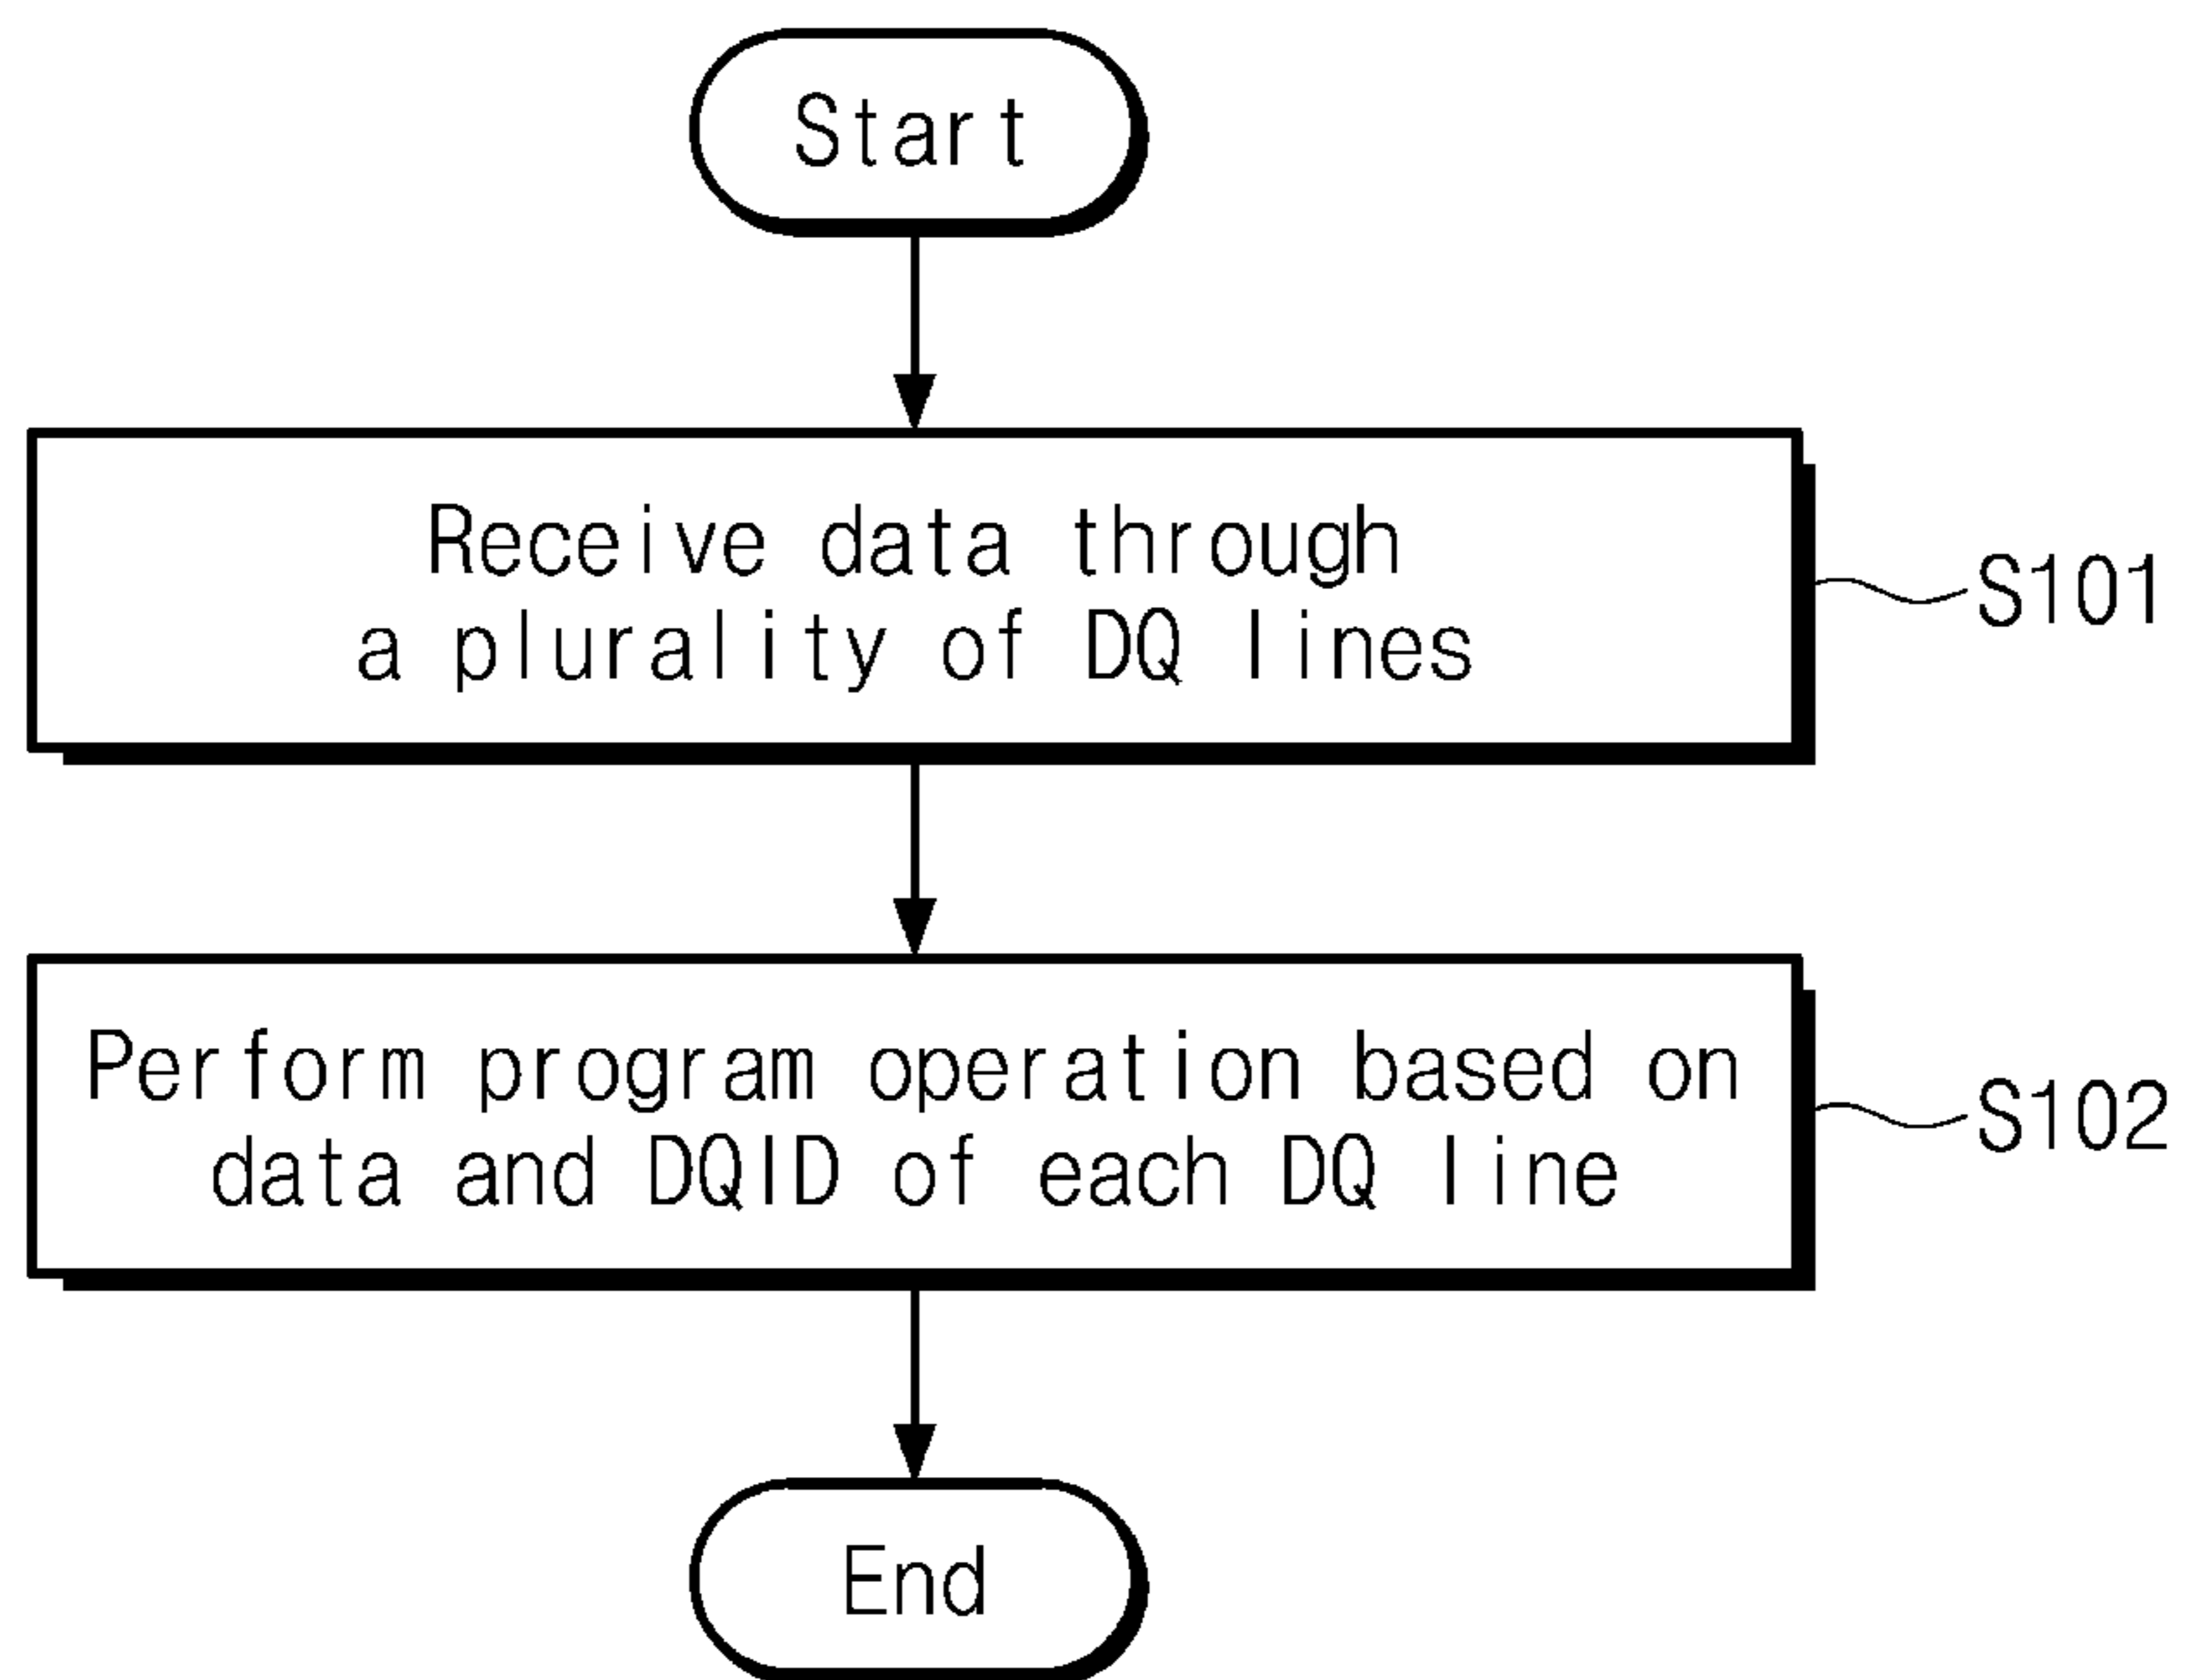 Start
Receive data through
a plurality of DQ lines
S101
Perform program operation based on
data and DQID of each DQ line
S102
End